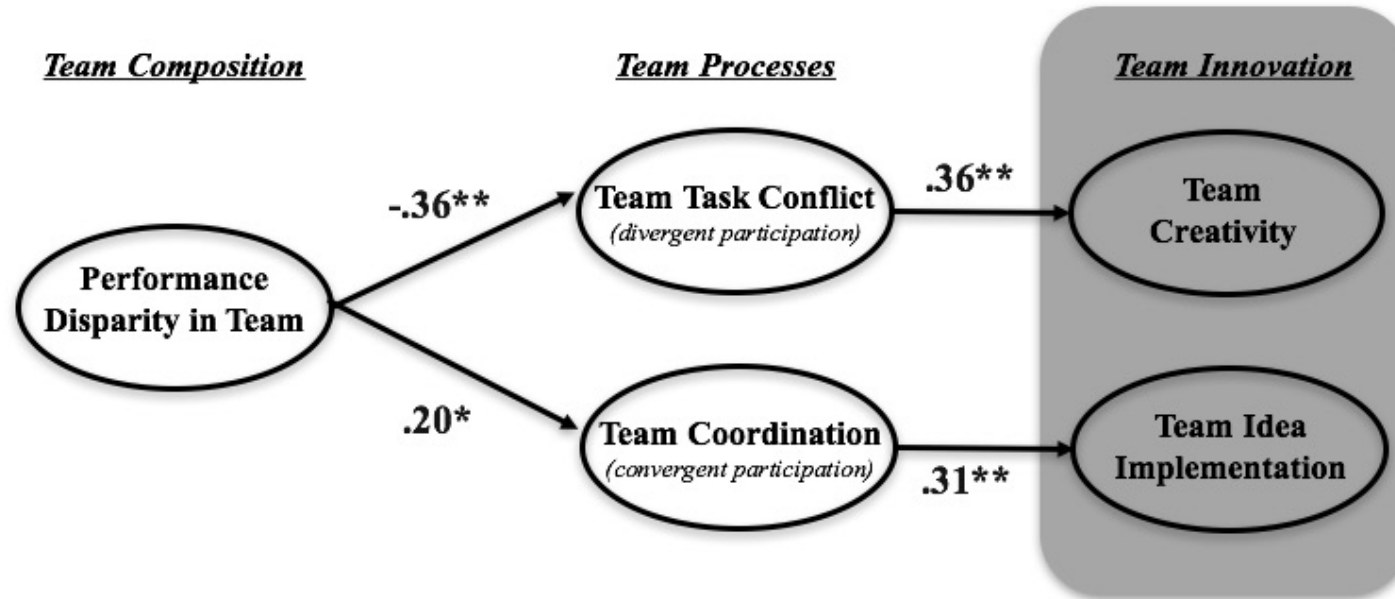 Team Composition
Team Processes
Team Innovation
Performance
Disparity in Team
-.36**
.20*
Team Task Conflict
(divergent participation)
.36**
Team
Creativity
Team Coordination
(convergent participation)
.31**
Team Idea
Implementation